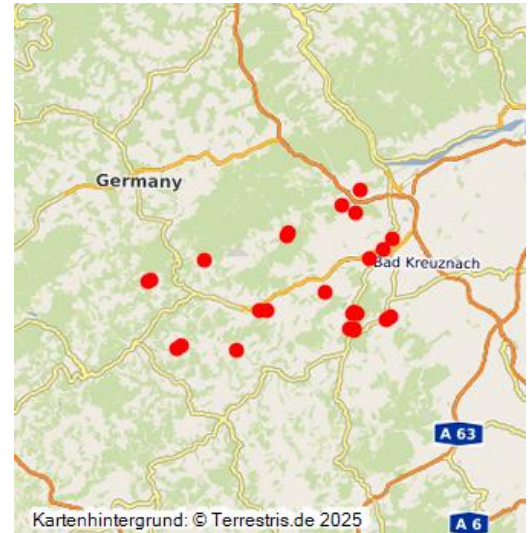 Germany
Bad Kreuznach
A 63
A 6
Kartenhintergrund: © Terrestris.de 2025